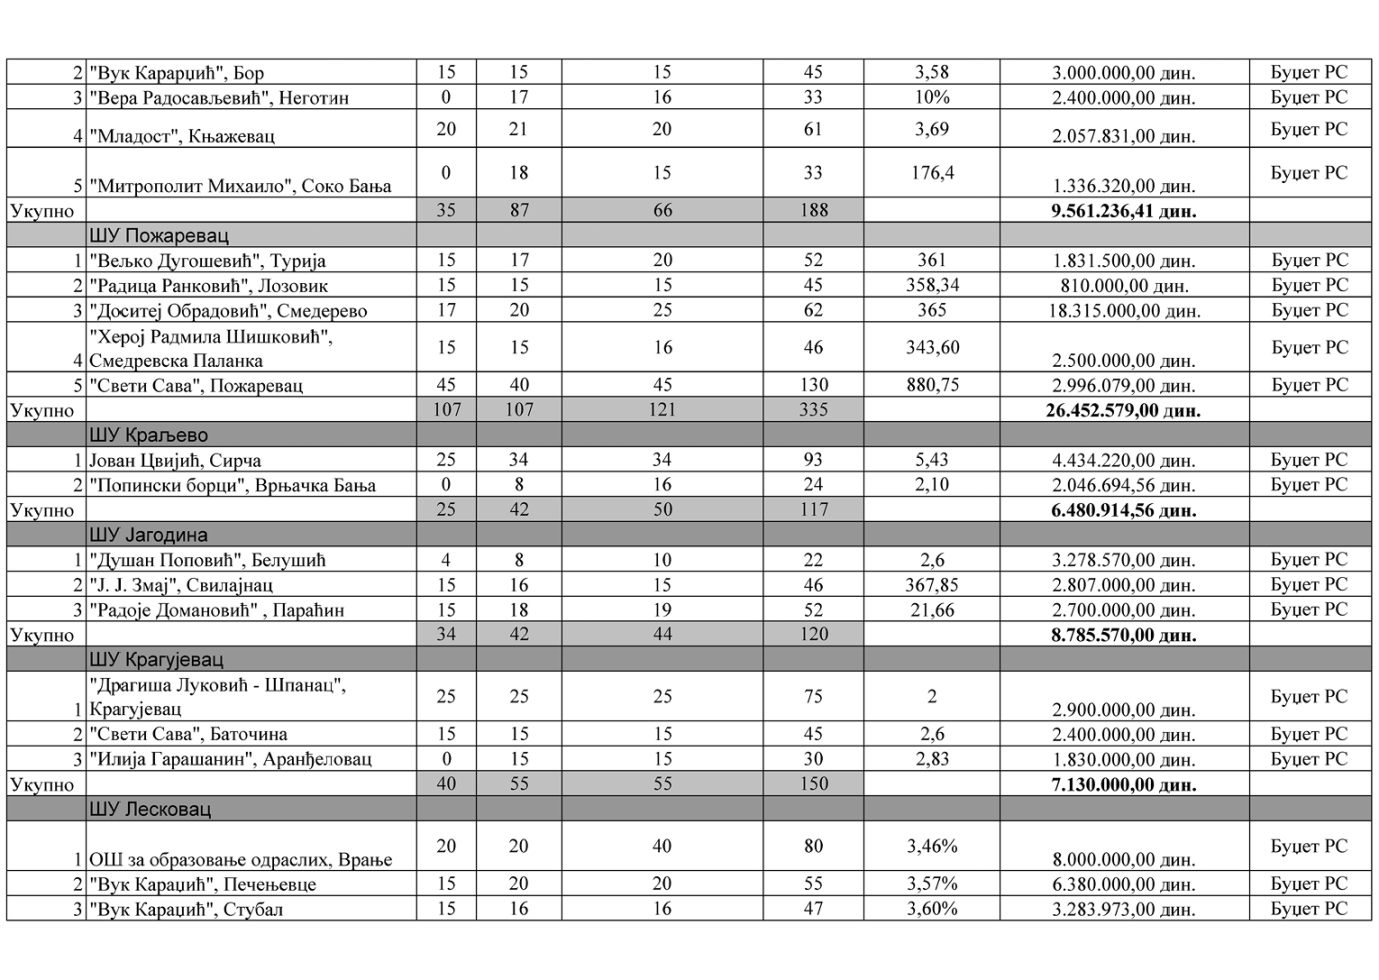 2 "Вук Карарџић", Бор 15 15 15 45 3,58 3.000.000,00 дин. Буџет РС
3 "Вера Радосављевић", Неготин 0 17 16 33 10% 2.400.000,00 дин. Буџет РС
4 "Младост", Књажевац 20 21 20 61 3,69 2.057.831,00 дин. Буџет РС
5 "Митрополит Михаило", Соко Бања 0 18 15 33 176,4 1.336.320,00 дин. Буџет РС
Укупно 35 87 66 188 9.561.236,41 дин.
ШУ Пожаревац
1 "Вељко Дугошевић", Турија 15 17 20 52 361 1.831.500,00 дин. Буџет РС
2 "Радица Ранковић", Лозовик 15 15 15 45 358,34 810.000,00 дин. Буџет РС
3 "Доситеј Обрадовић", Смедерево 17 20 25 62 365 18.315.000,00 дин. Буџет РС
"Херој Радмила Шишковић",
4 Смедревска Паланка 15 15 16 46 343,60 2.500.000,00 дин. Буџет РС
5 "Свети Сава", Пожаревац 45 40 45 130 880,75 2.996.079,00 дин. Буџет РС
Укупно 107 107 121 335 26.452.579,00 дин.
ШУ Краљево
1 Јован Цвијић, Сирча 25 34 34 93 5,43 4.434.220,00 дин. Буџет РС
2 "Попински борци", Врњачка Бања 0 8 16 24 2,10 2.046.694,56 дин. Буџет РС
Укупно 25 42 50 117 6.480.914,56 дин.
ШУ Јагодина
1 "Душан Поповић", Белушић 4 8 10 22 2,6 3.278.570,00 дин. Буџет РС
2 "Ј. Ј. Змај", Свилајнац 15 16 15 46 367,85 2.807.000,00 дин. Буџет РС
3 "Радоје Домановић" , Параћин 15 18 19 52 21,66 2.700.000,00 дин. Буџет РС
Укупно 34 42 44 120 8.785.570,00 дин.
ШУ Крагујевац
"Драгиша Луковић - Шпанац",
1 Крагујевац 25 25 25 75 2 2.900.000,00 дин. Буџет РС
2 "Свети Сава", Баточина 15 15 15 45 2,6 2.400.000,00 дин. Буџет РС
3 "Илија Гарашанин", Аранђеловац 0 15 15 30 2,83 1.830.000,00 дин. Буџет РС
Укупно 40 55 55 150 7.130.000,00 дин.
ШУ Лесковац
1 ОШ за образовање одраслих, Врање 20 20 40 80 3,46% 8.000.000,00 дин. Буџет РС
2 "Вук Караџић", Печењевце 15 20 20 55 3,57% 6.380.000,00 дин. Буџет РС
3 "Вук Караџић", Стубал 15 16 16 47 3,60% 3.283.973,00 дин. Буџет РС